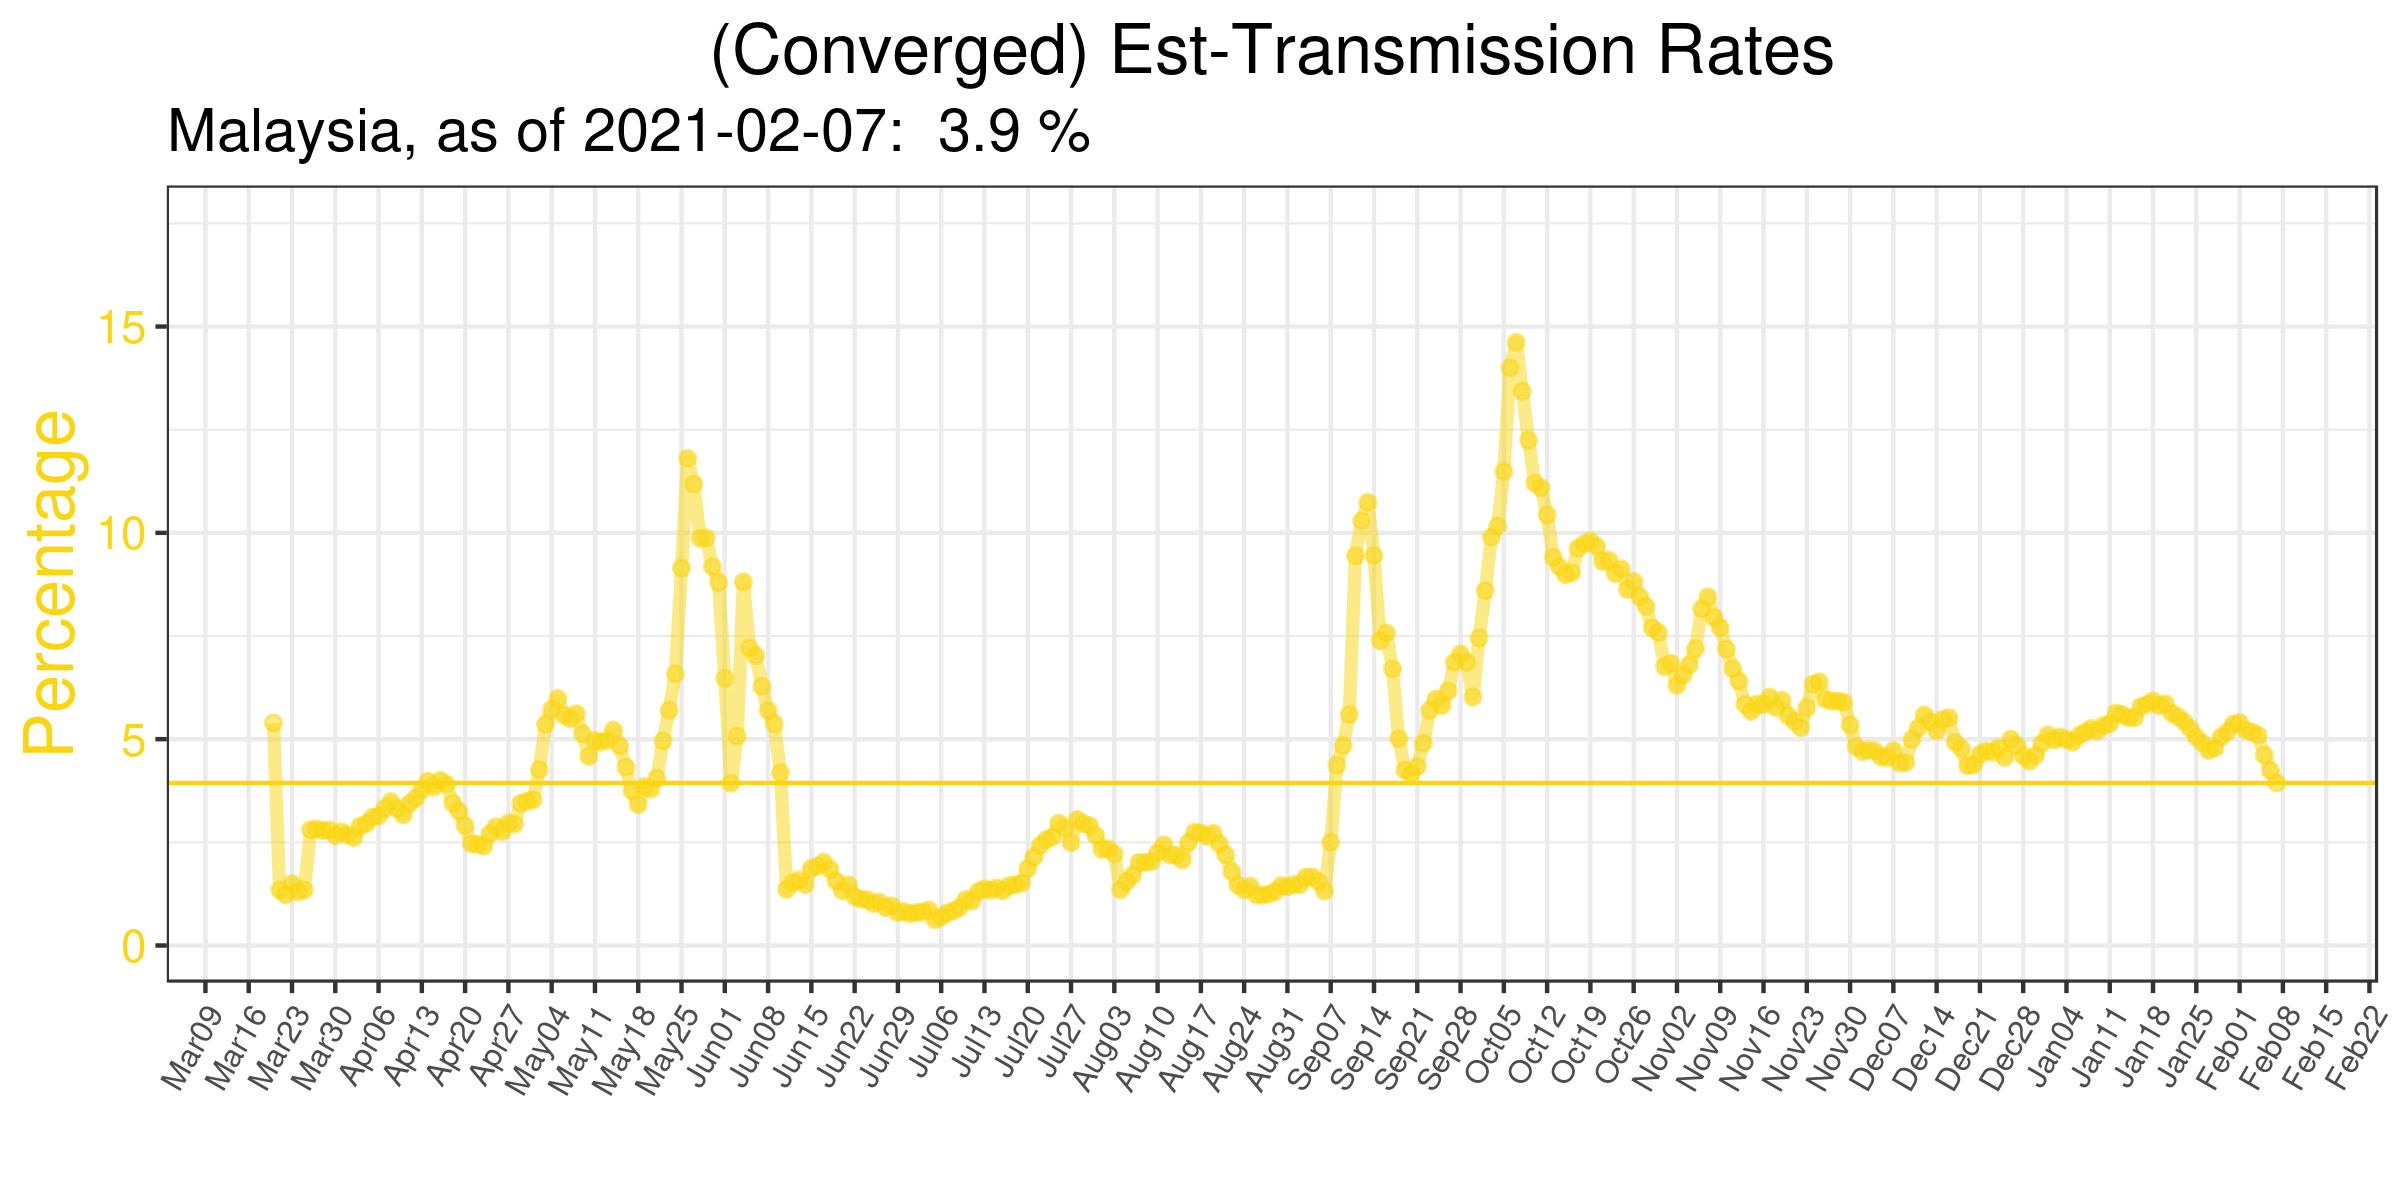 (Converged) Est-Transmission Rates
Malaysia, as of 2021-02-07:  3.9 %
Percentage
15
10
5
0
Mar09
Mar16
Mar23
Mar30
Apr06
Apr13
Apr20
Apr27
May04
May11
May18
May25
Jun01
Jun08
Jun15
Jun22
Jun29
Jul06
Jul13
Jul20
Jul27
Aug03
Aug10
Aug17
Aug24
Aug31
Sep07
Sep14
Sep21
Sep28
Oct05
Oct12
Oct19
Oct26
Nov02
Nov09
Nov16
Nov23
Nov30
Dec07
Dec14
Dec21
Dec28
Jan04
Jan11
Jan18
Jan25
Feb01
Feb08
Feb15
Feb22